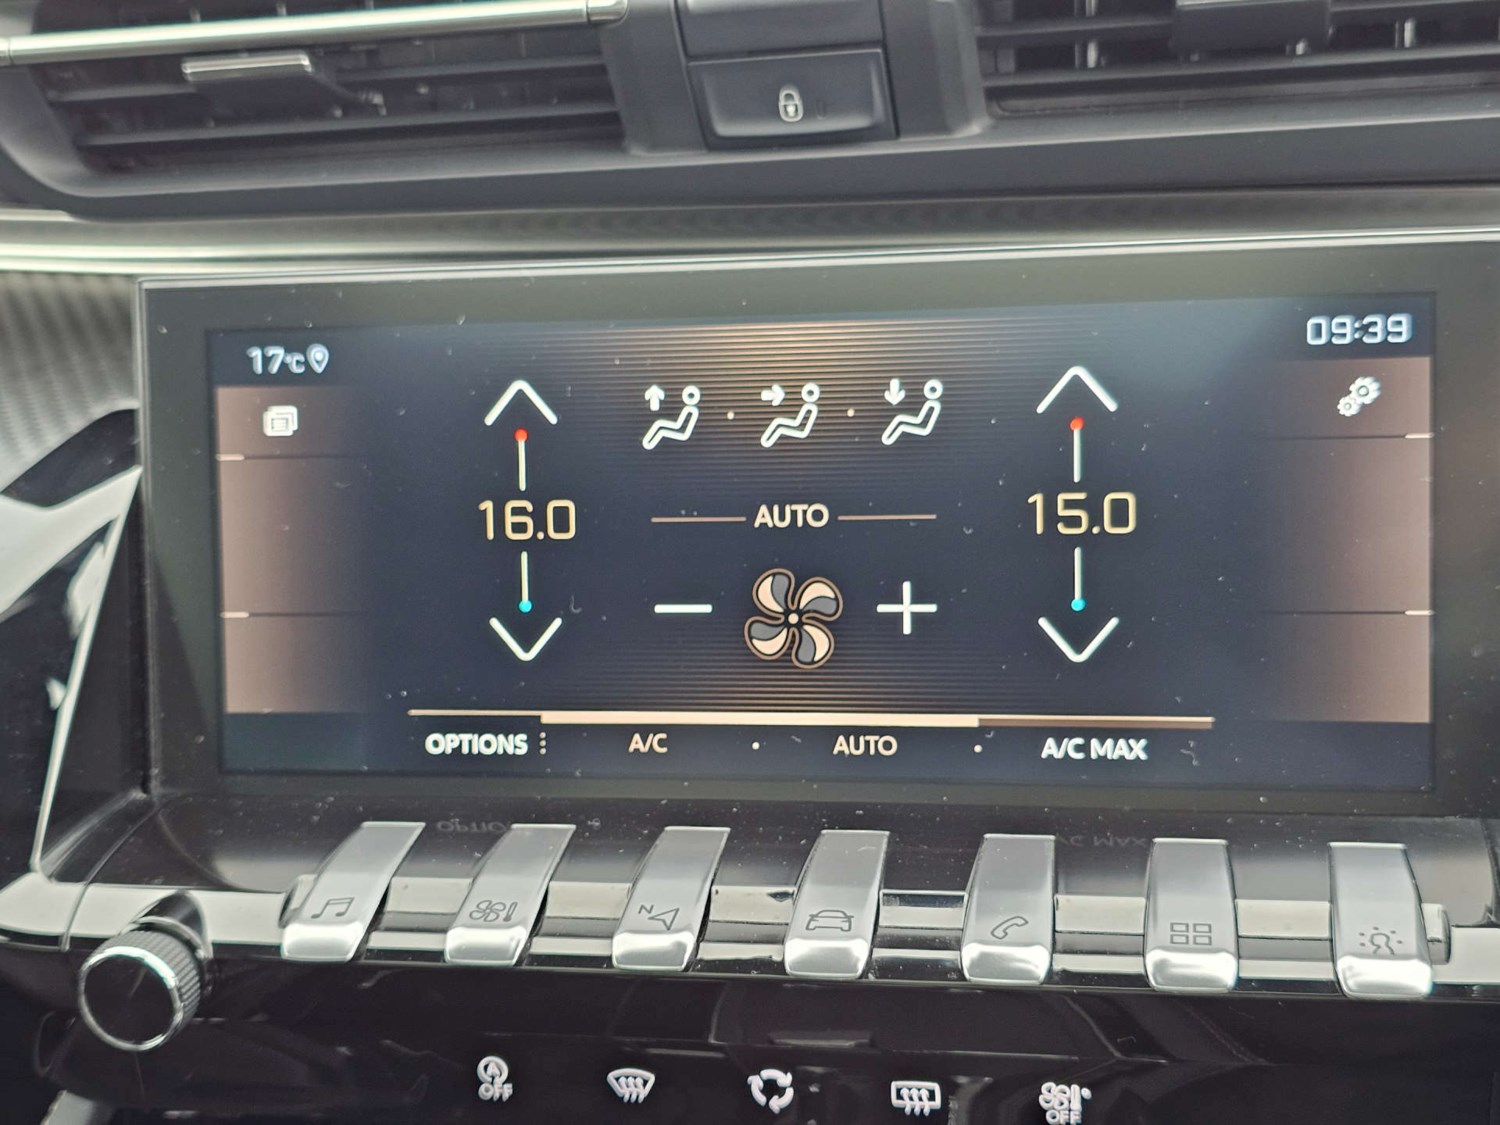 17°C
09:39
16.0
AUTO
15.0
OPTIONS
A/C
AUTO
A/C MAX
N
A
OFF
OFF